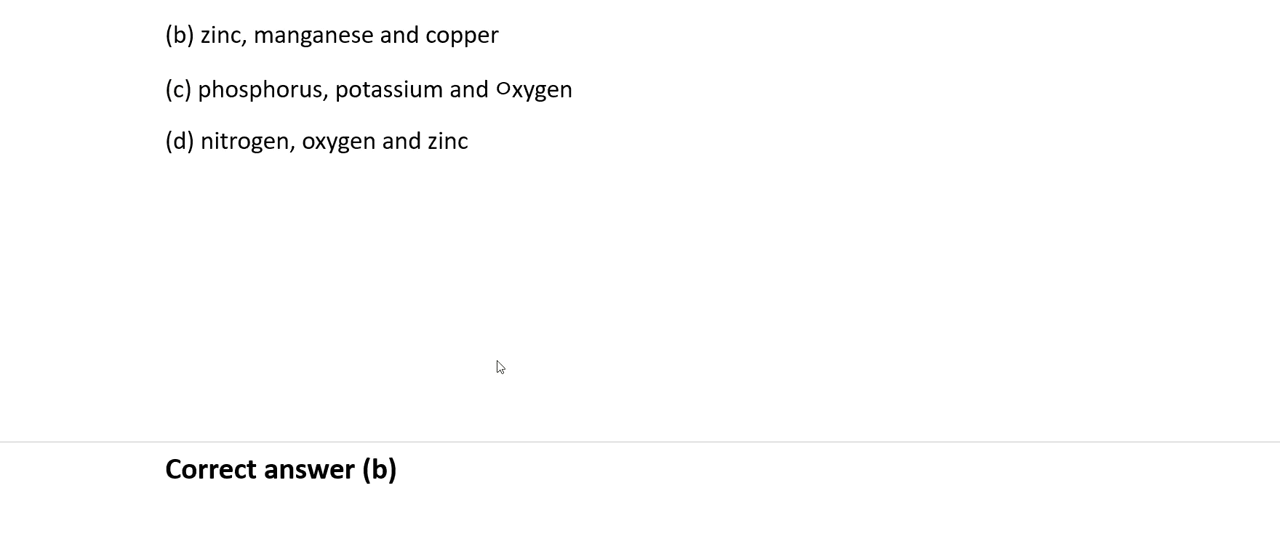 (b) zinc, manganese and copper
(c) phosphorus, potassium and Oxygen
(d) nitrogen, oxygen and zinc
Correct answer (b)